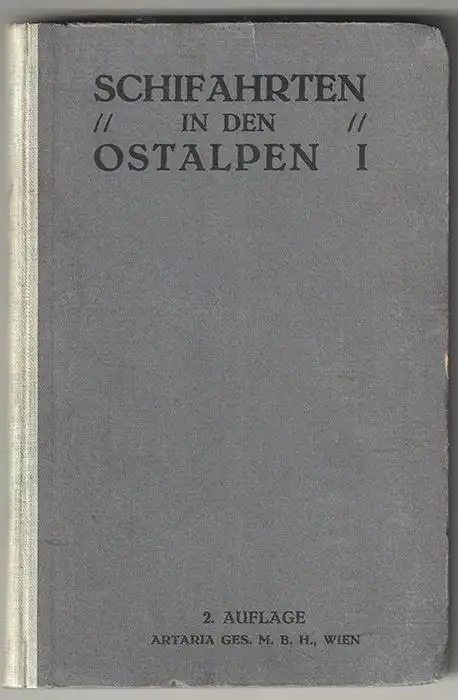 SCHIFAHRTEN
// IN DEN //
OSTALPEN I
2. AUFLAGE
ARTARIA GES. M. B. H., WIEN